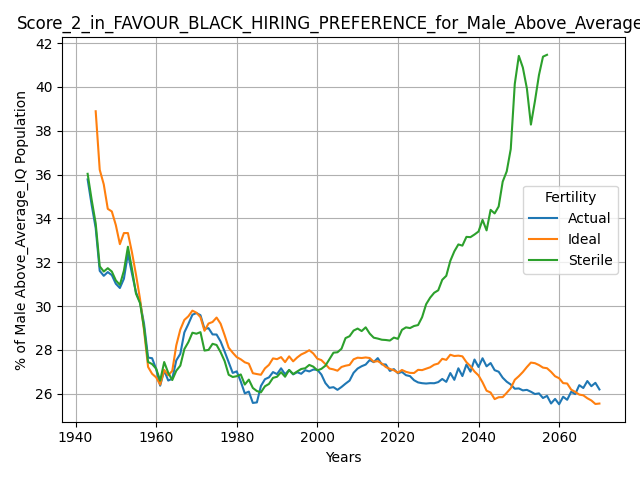 Score_2_in_FAVOUR_BLACK_HIRING_PREFERENCE_for_Male_Above_Average
% of Male Above_Average_IQ Population
42
40
38
36
34
32
30
28
26
Fertility
Actual
Ideal
Sterile
1940 1960 1980 2000 2020 2040 2060
Years